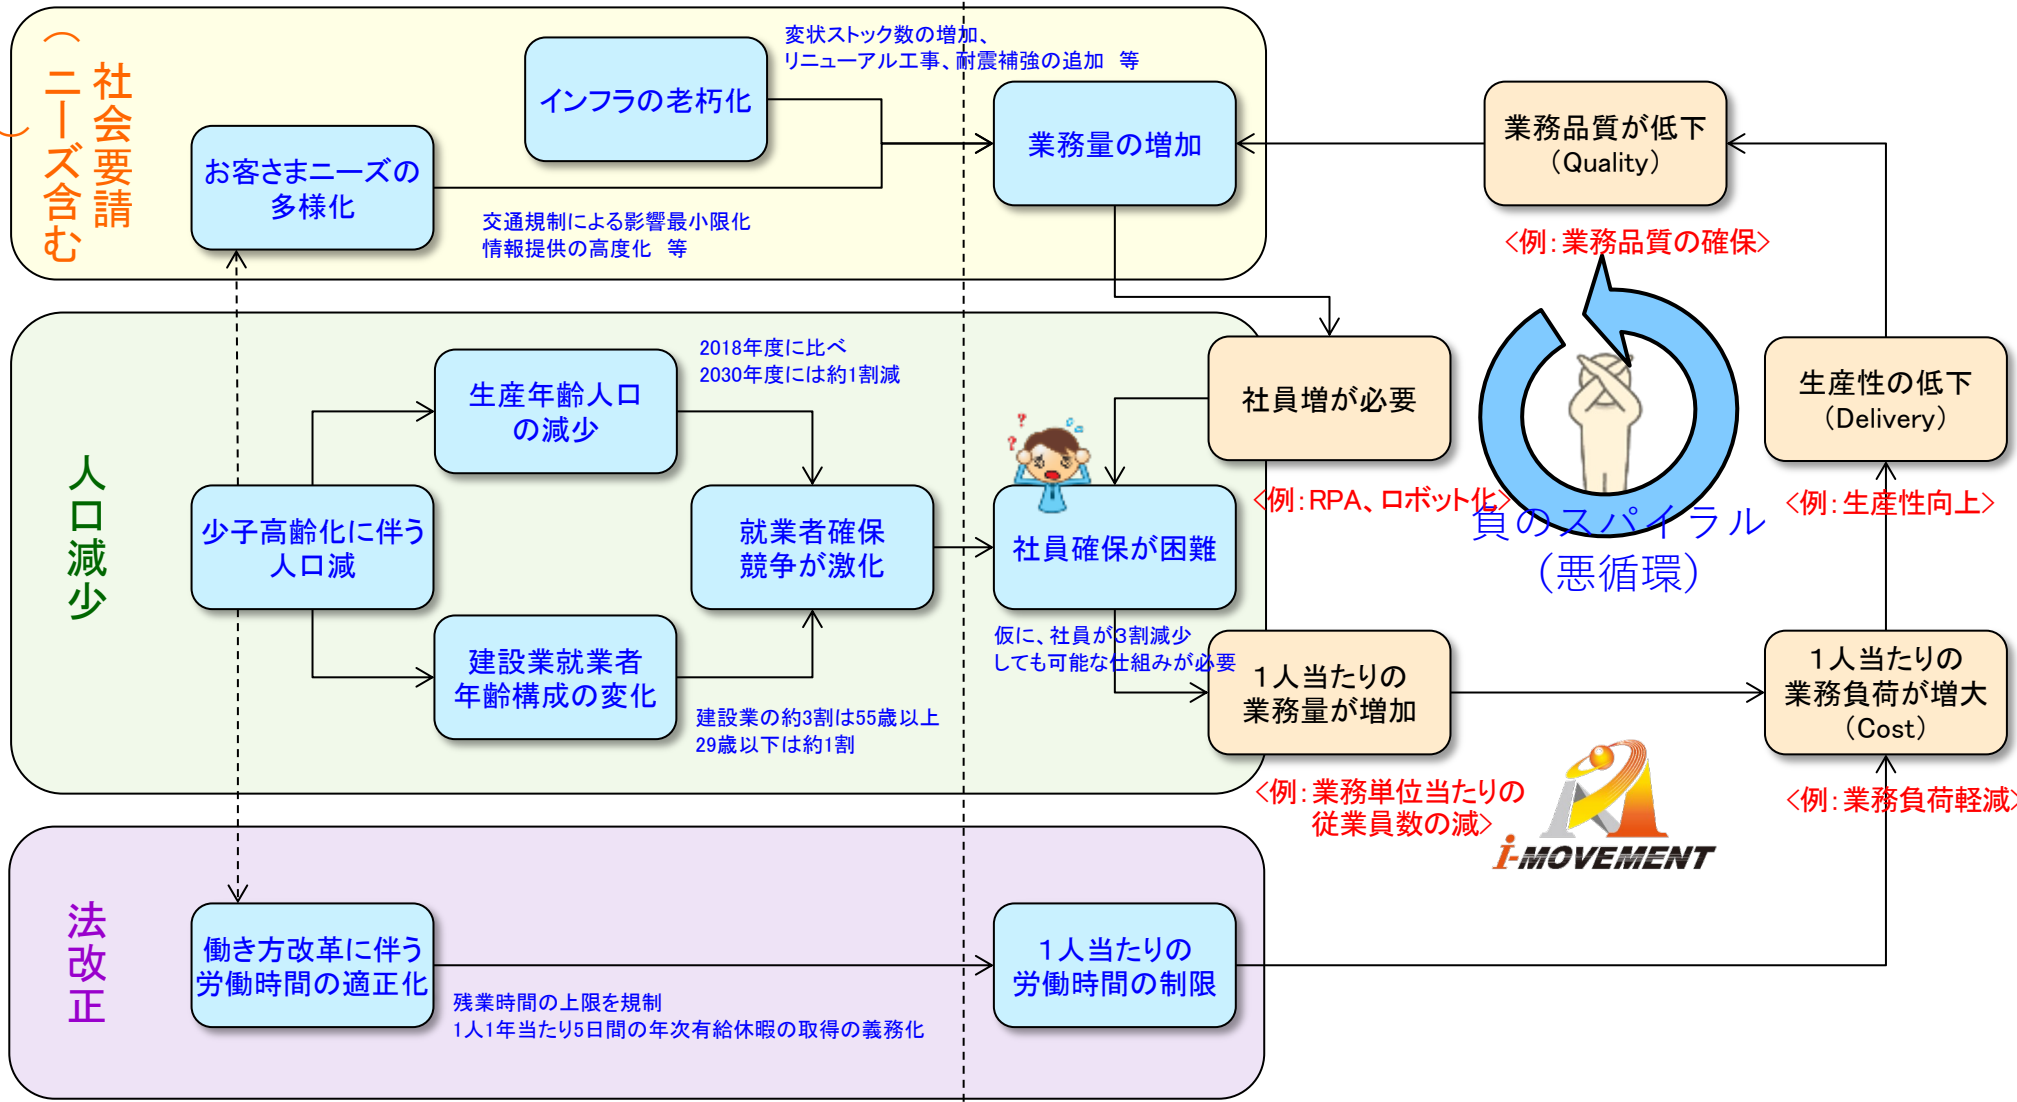 社会要請
（ニーズ含む）
インフラの老朽化
変状ストック数の増加、
リニューアル工事、耐震補強の追加　等
お客さまニーズの
多様化
交通規制による影響最小限化
情報提供の高度化　等
業務量の増加
業務品質が低下
（Quality）
<例：業務品質の確保>
人口減少
生産年齢人口
の減少
2018年度に比べ
2030年度には約1割減
少子高齢化に伴う
人口減
就業者確保
競争が激化
建設業就業者
年齢構成の変化
建設業の約3割は55歳以上
29歳以下は約1割
社員増が必要
<例：RPA、ロボット化>
社員確保が困難
仮に、社員が3割減少
しても可能な仕組みが必要
1人当たりの
業務量が増加
<例：業務単位当たりの
従業員数の減>
負のスパイラル
（悪循環）
生産性の低下
（Delivery）
<例：生産性向上>
1人当たりの
業務負荷が増大
（Cost）
<例：業務負荷軽減>
i-MOVEMENT
法改正
働き方改革に伴う
労働時間の適正化
残業時間の上限を規制
1人1年当たり5日間の年次有給休暇の取得の義務化
1人当たりの
労働時間の制限